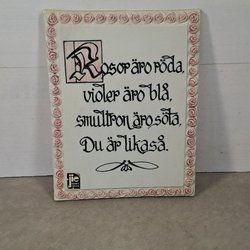 Rosor äro röda,
violer äro blå,
smultron äro söta,
Du är likaså.